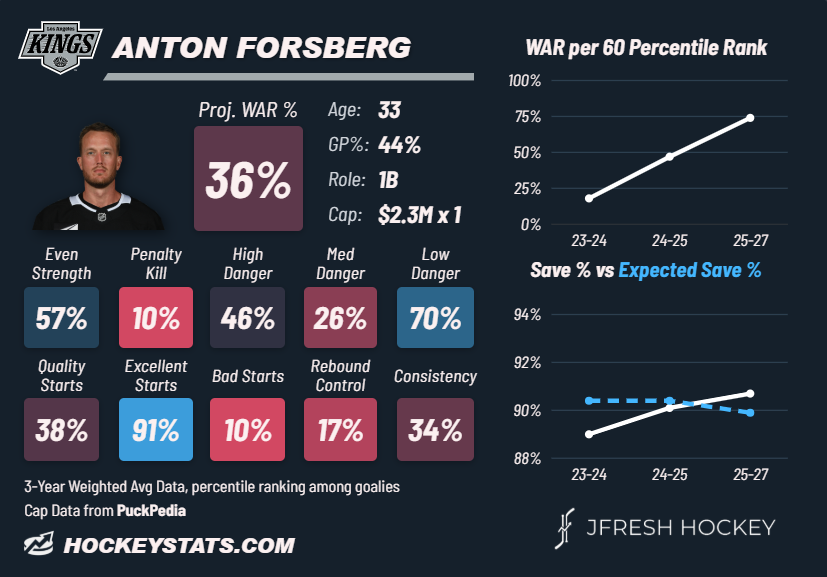 Los Angeles
KINGS
ANTON FORSBERG
Proj. WAR %
36%
Age: 33
GP%: 44%
Role: 1B
Cap: $2.3M x 1
Even Strength
57%
Penalty Kill
10%
High Danger
46%
Med Danger
26%
Low Danger
70%
Quality Starts
38%
Excellent Starts
91%
Bad Starts
10%
Rebound Control
17%
Consistency
34%
3-Year Weighted Avg Data, percentile ranking among goalies
Cap Data from PuckPedia
HOCKEYSTATS.COM
WAR per 60 Percentile Rank
100%
75%
50%
25%
0%
23-24 24-25 25-27
Save % vs Expected Save %
94%
92%
90%
88%
23-24 24-25 25-27
JFRESH HOCKEY